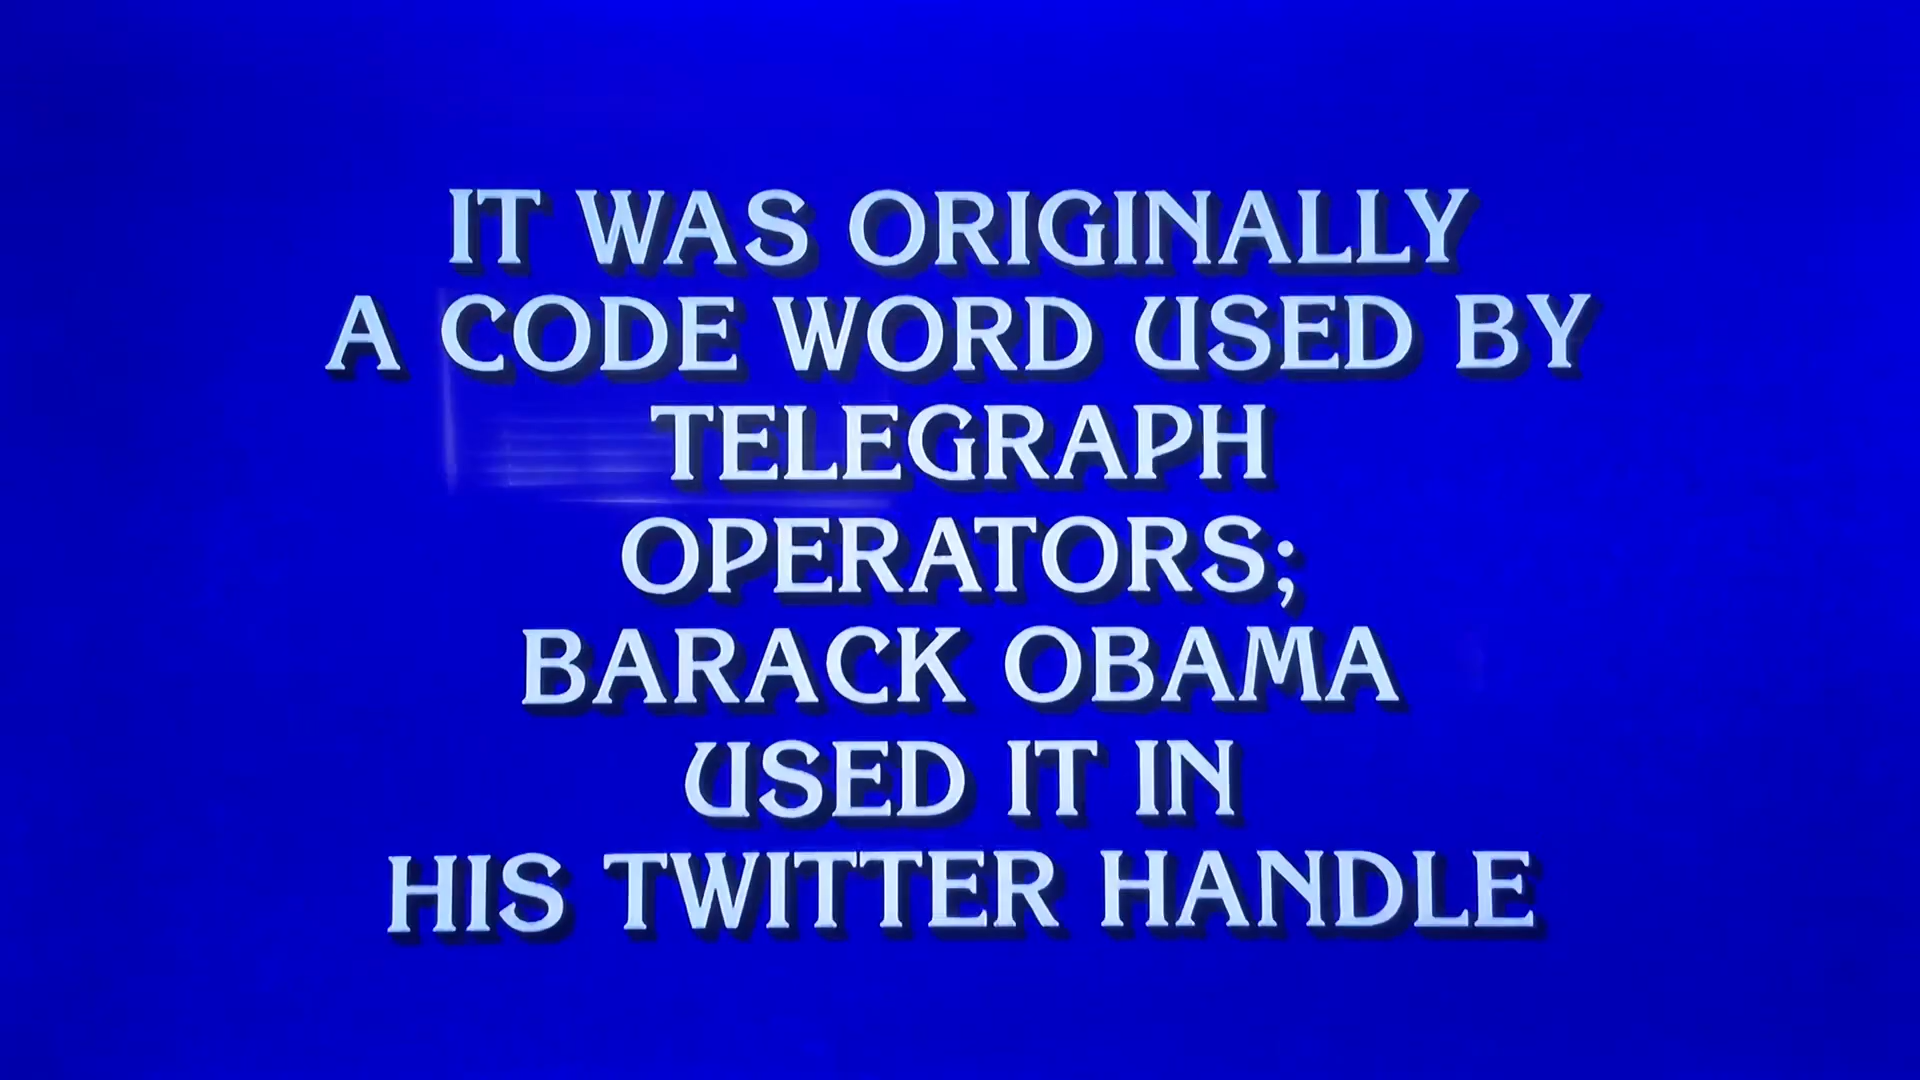 IT WAS ORIGINALLY
A CODE WORD USED BY
TELEGRAPH
OPERATORS;
BARACK OBAMA
USED IT IN
HIS TWITTER HANDLE